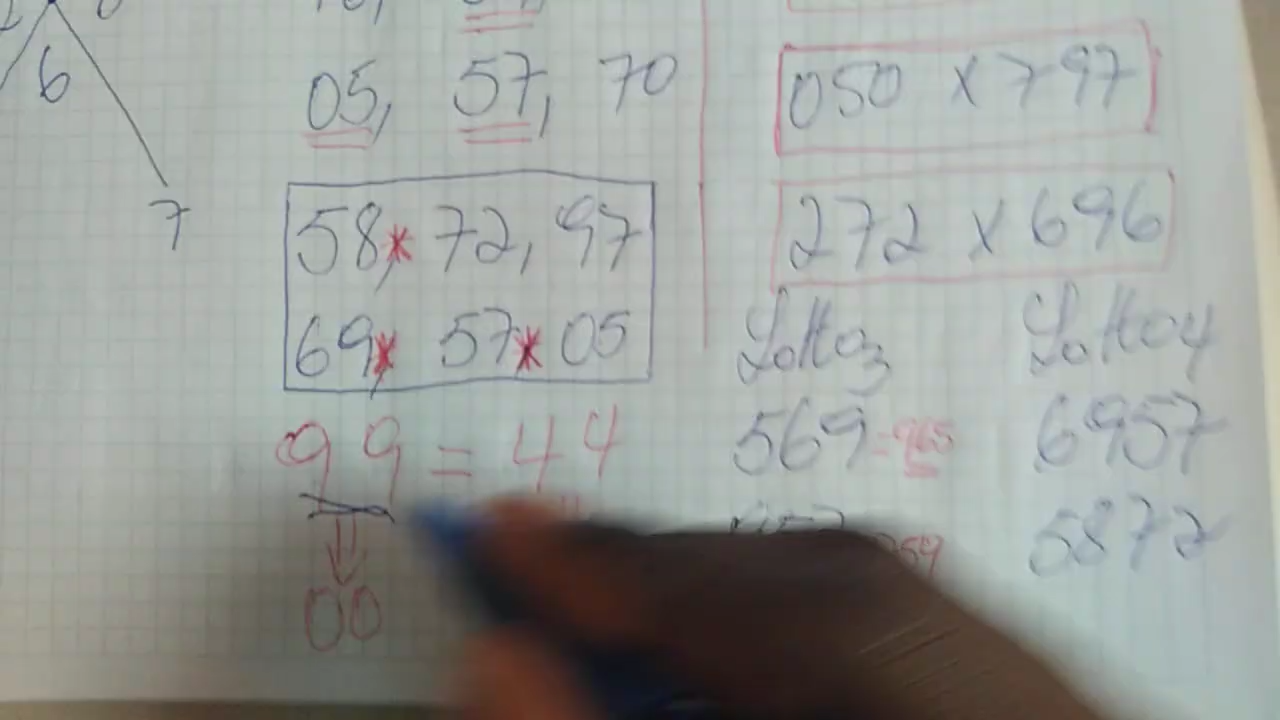 6
7
05, 57, 70
58, * 72, 97
69, * 57 * 05
99 = 44
00
050 x 797
272 x 696
Lotto3 Lotto4
569 = 965 6957
5872